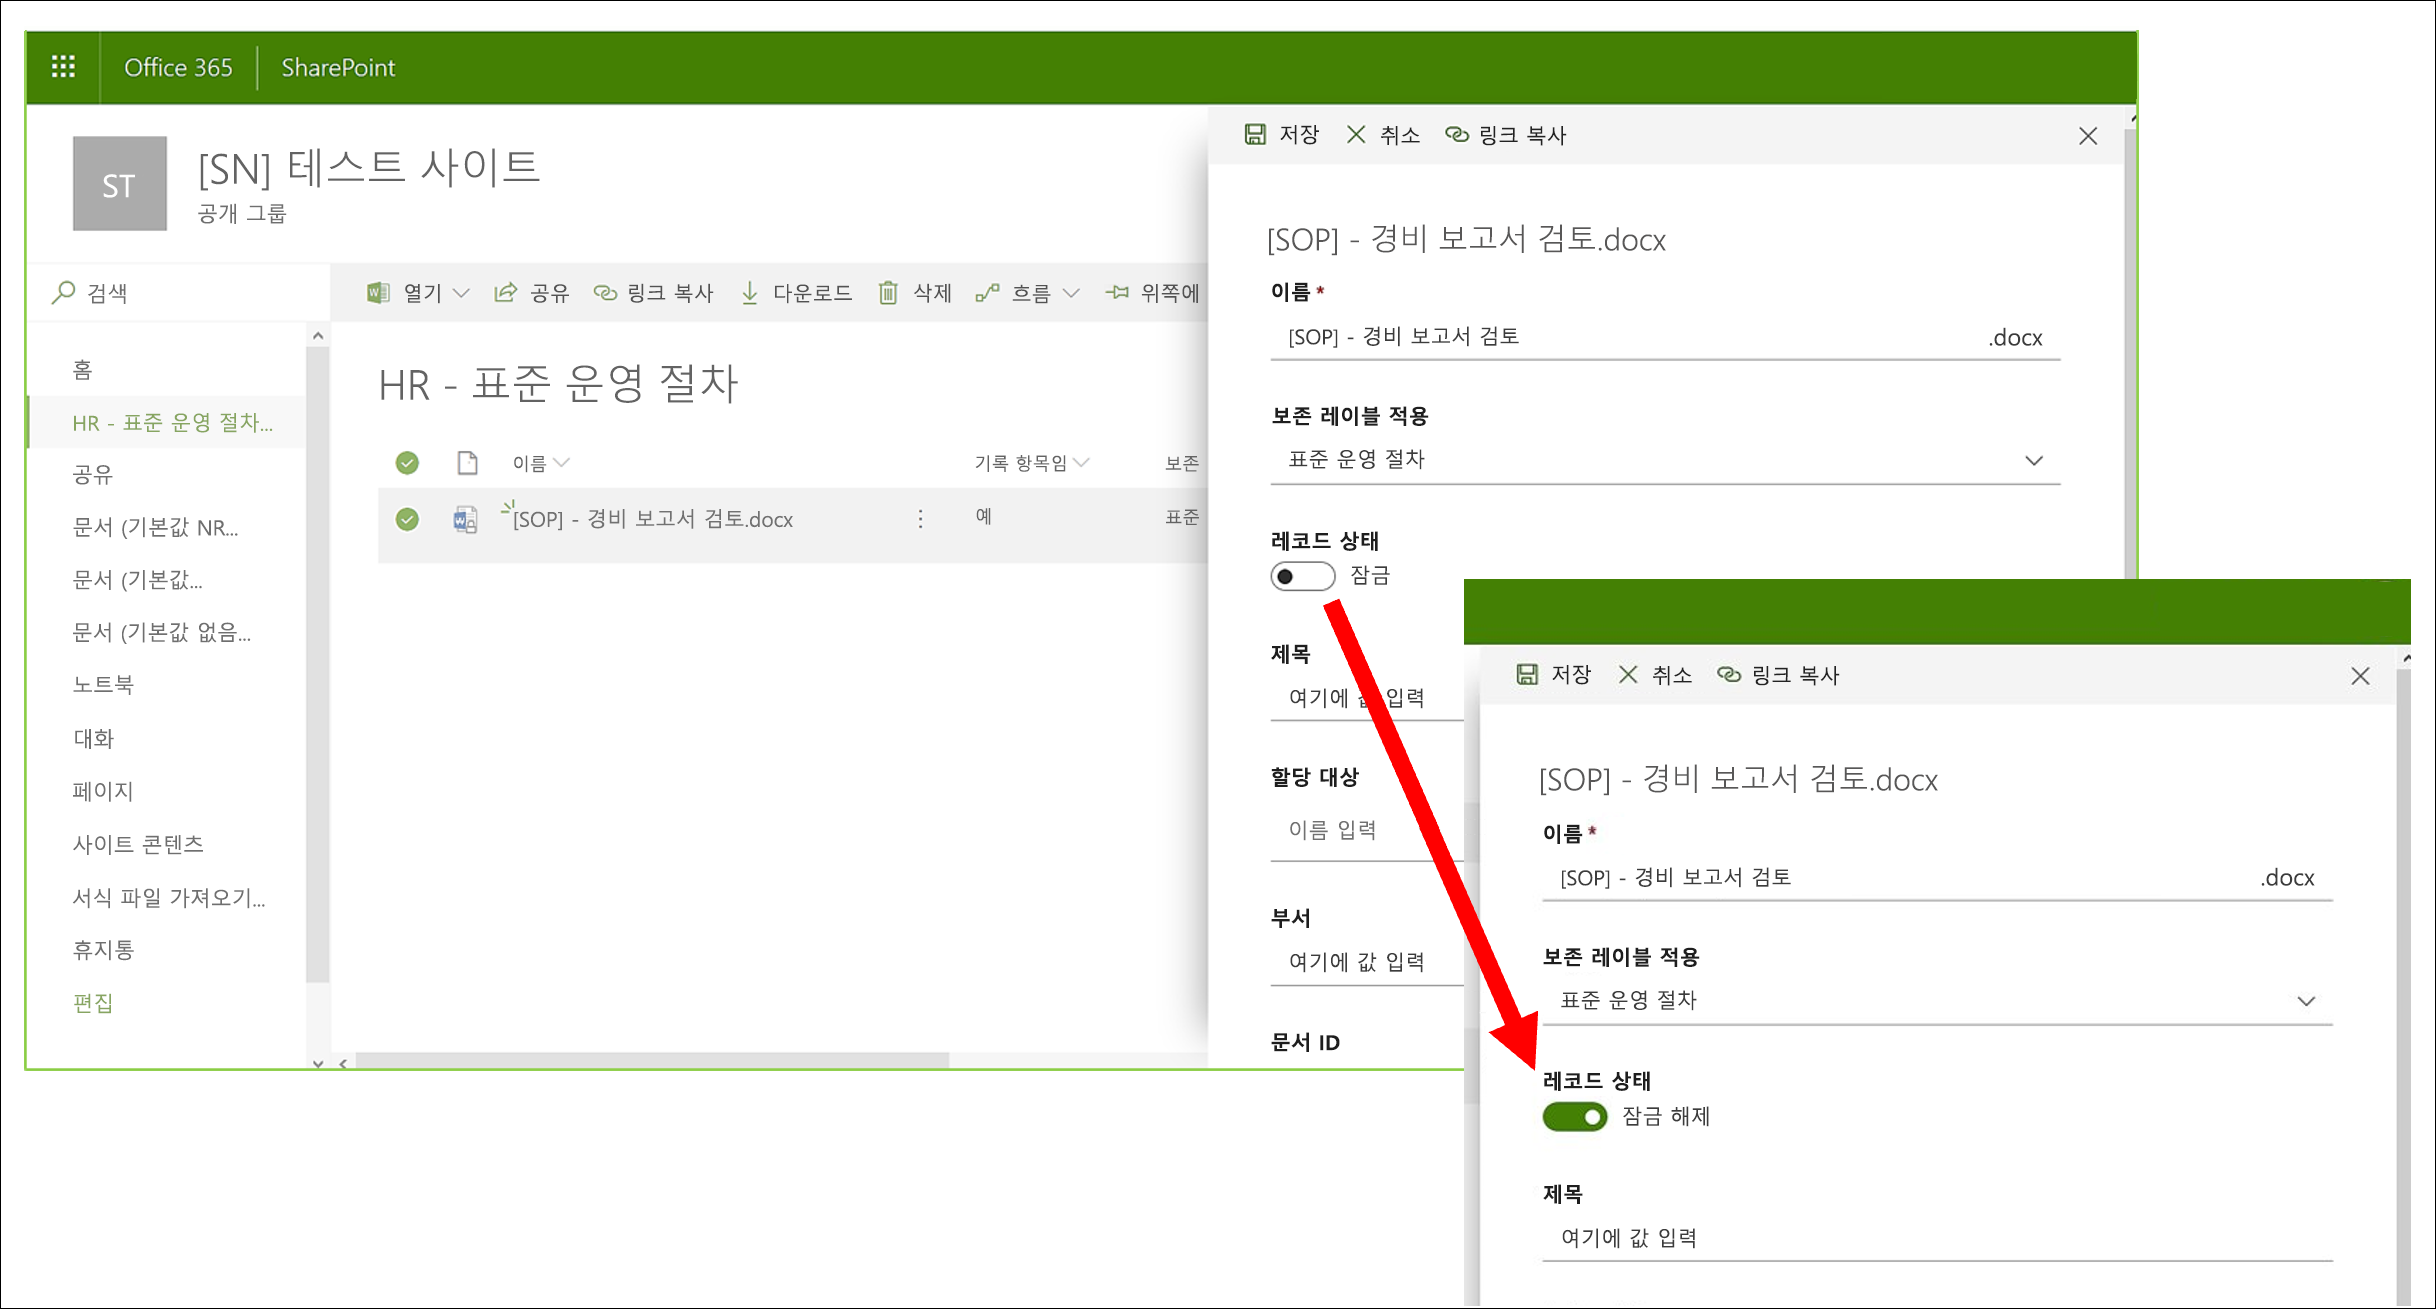 Office 365
SharePoint
ST
[SN] 테스트 사이트
공개 그룹
검색
홈
HR - 표준 운영 절차...
공유
문서 (기본값 NR...
문서 (기본값...
문서 (기본값 없음...
노트북
대화
페이지
사이트 콘텐츠
서식 파일 가져오기...
휴지통
편집
열기 공유 링크 복사 다운로드 삭제 흐름 위쪽에
HR - 표준 운영 절차
이름 기록 항목임 보존
[SOP] - 경비 보고서 검토.docx 예 표준
저장 취소 링크 복사
[SOP] - 경비 보고서 검토.docx
이름 *
[SOP] - 경비 보고서 검토 .docx
보존 레이블 적용
표준 운영 절차
레코드 상태
잠금
제목
여기에 값 입력
할당 대상
이름 입력
부서
여기에 값 입력
문서 ID
저장 취소 링크 복사
[SOP] - 경비 보고서 검토.docx
이름 *
[SOP] - 경비 보고서 검토 .docx
보존 레이블 적용
표준 운영 절차
레코드 상태
잠금 해제
제목
여기에 값 입력